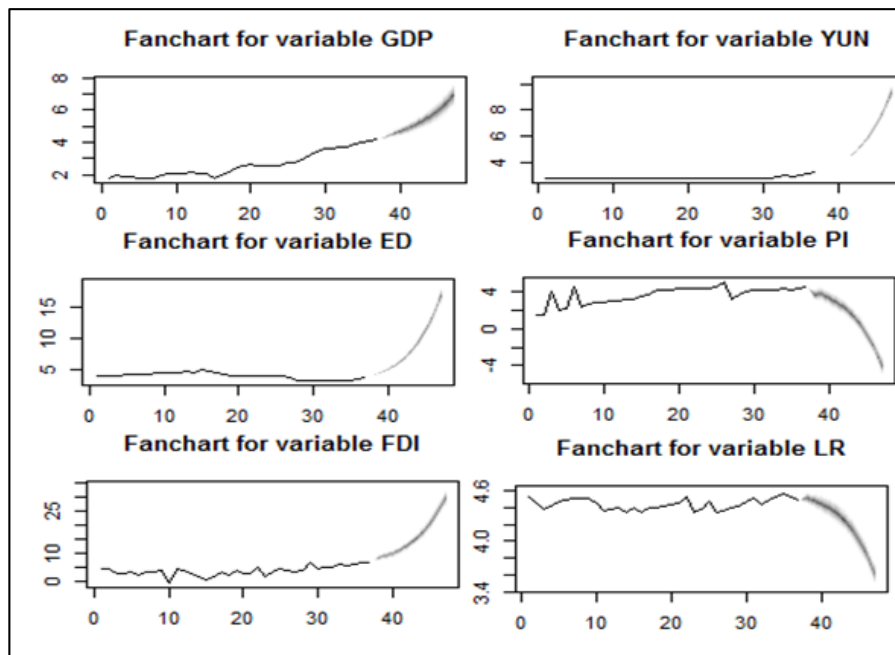 Fanchart for variable GDP
8
6
4
2
0 10 20 30 40
Fanchart for variable YUN
8
6
4
0 10 20 30 40
Fanchart for variable ED
15
10
5
0 10 20 30 40
Fanchart for variable PI
4
0
-4
0 10 20 30 40
Fanchart for variable FDI
25
10
0
0 10 20 30 40
Fanchart for variable LR
4.6
4.0
3.4
0 10 20 30 40